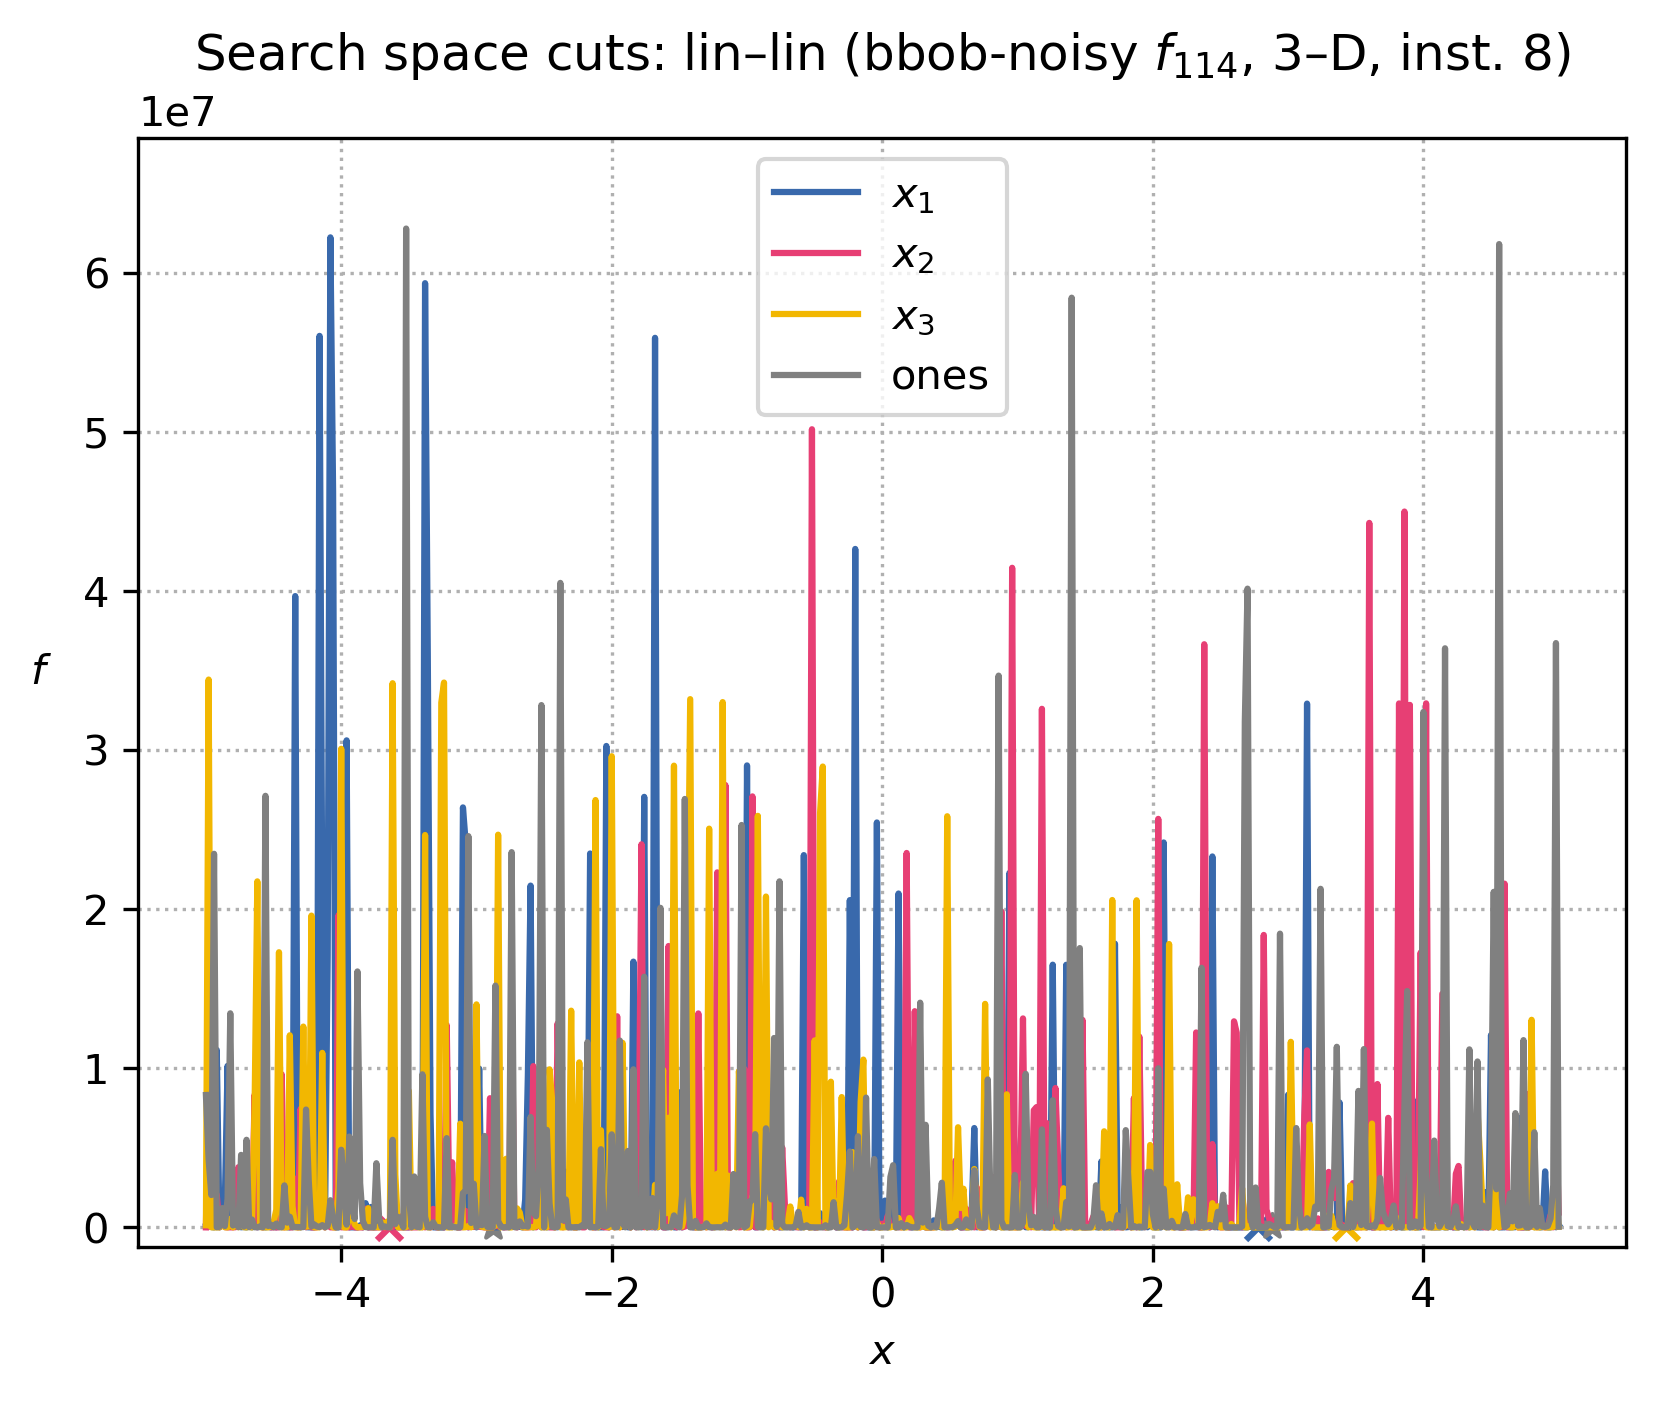 Search space cuts: lin–lin (bbob-noisy f₁₁₄, 3–D, inst. 8)
1e7
x₁
x₂
x₃
ones
6
5
4
3
2
1
0
f
−4 −2 0 2 4
x